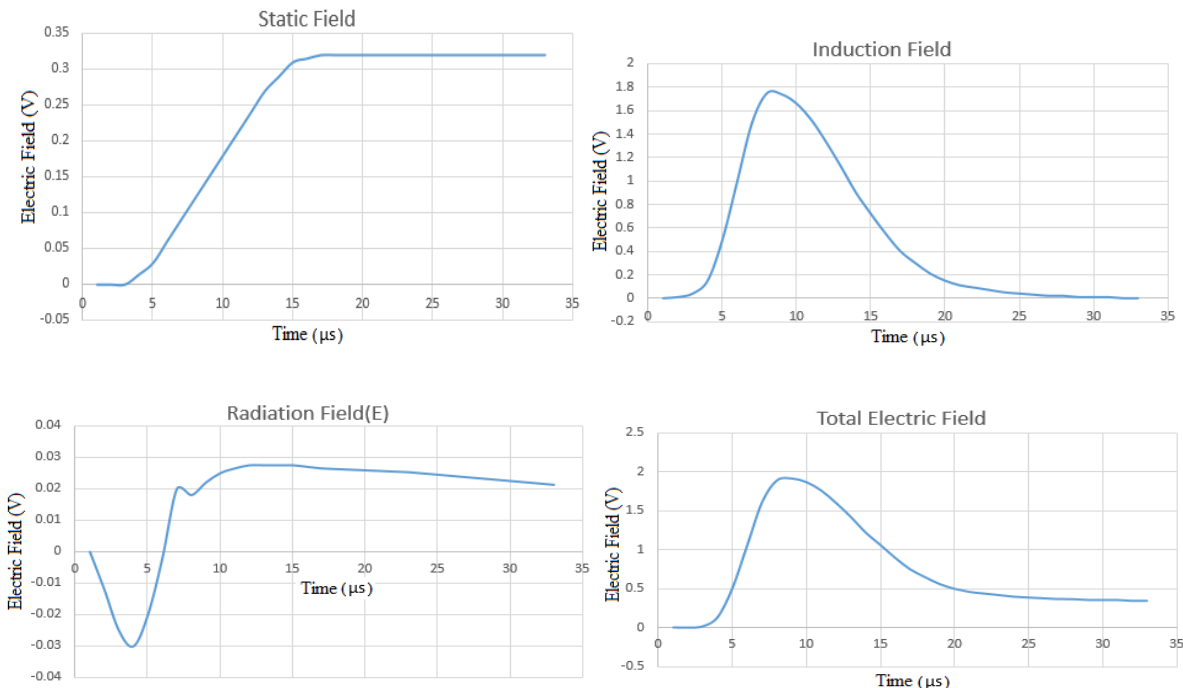 Static Field
0.35
0.3
0.25
0.2
0.15
0.1
0.05
0
-0.05
0 5 10 15 20 25 30 35
Electric Field (V)
Time (μs)
Induction Field
2
1.8
1.6
1.4
1.2
1
0.8
0.6
0.4
0.2
0
-0.2
0 5 10 15 20 25 30 35
Electric Field (V)
Time (μs)
Radiation Field(E)
0.04
0.03
0.02
0.01
0
-0.01
-0.02
-0.03
-0.04
0 5 10 15 20 25 30 35
Electric Field (V)
Time (μs)
Total Electric Field
2.5
2
1.5
1
0.5
0
-0.5
0 5 10 15 20 25 30 35
Electric Field (V)
Time (μs)